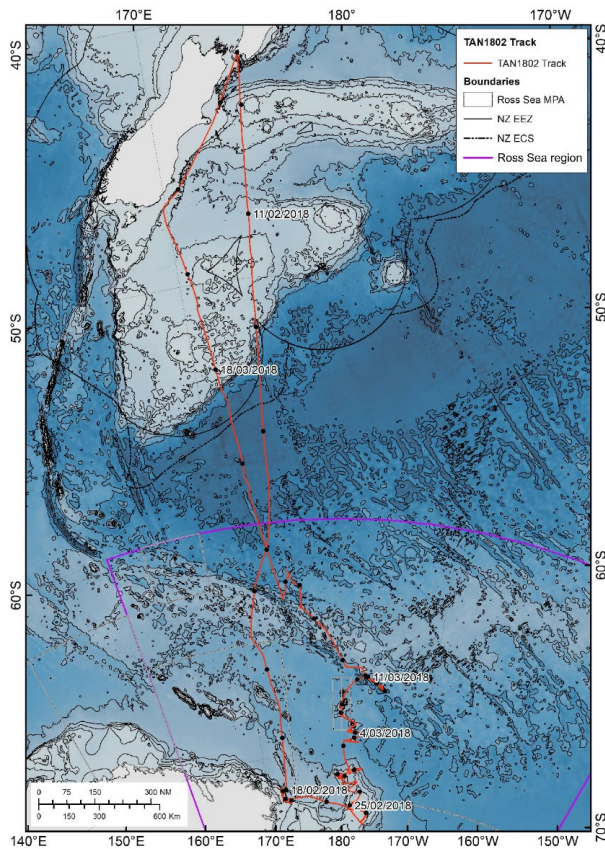 170°E 180° 170°W
40°S 40°S
TAN1802 Track
TAN1802 Track
Boundaries
Ross Sea MPA
NZ EEZ
NZ ECS
Ross Sea region
11/02/2018
50°S 50°S
18/03/2018
60°S 60°S
11/03/2018
4/03/2018
18/02/2018
25/02/2018
0 75 150 300 NM
0 150 300 600 Km
70°S
140°E 150°E 160°E 170°E 180° 170°W 160°W 150°W